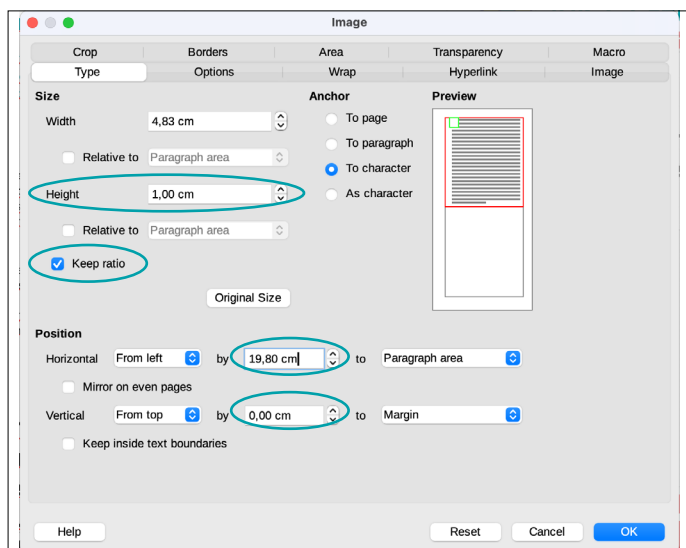 Image
Crop Borders Area Transparency Macro
Type Options Wrap Hyperlink Image
Size Anchor Preview
Width 4,83 cm To page
To paragraph
Relative to Paragraph area
To character
Height 1,00 cm As character
Relative to Paragraph area
Keep ratio
Original Size
Position
Horizontal From left by 19,80 cm to Paragraph area
Mirror on even pages
Vertical From top by 0,00 cm to Margin
Keep inside text boundaries
Help Reset Cancel OK